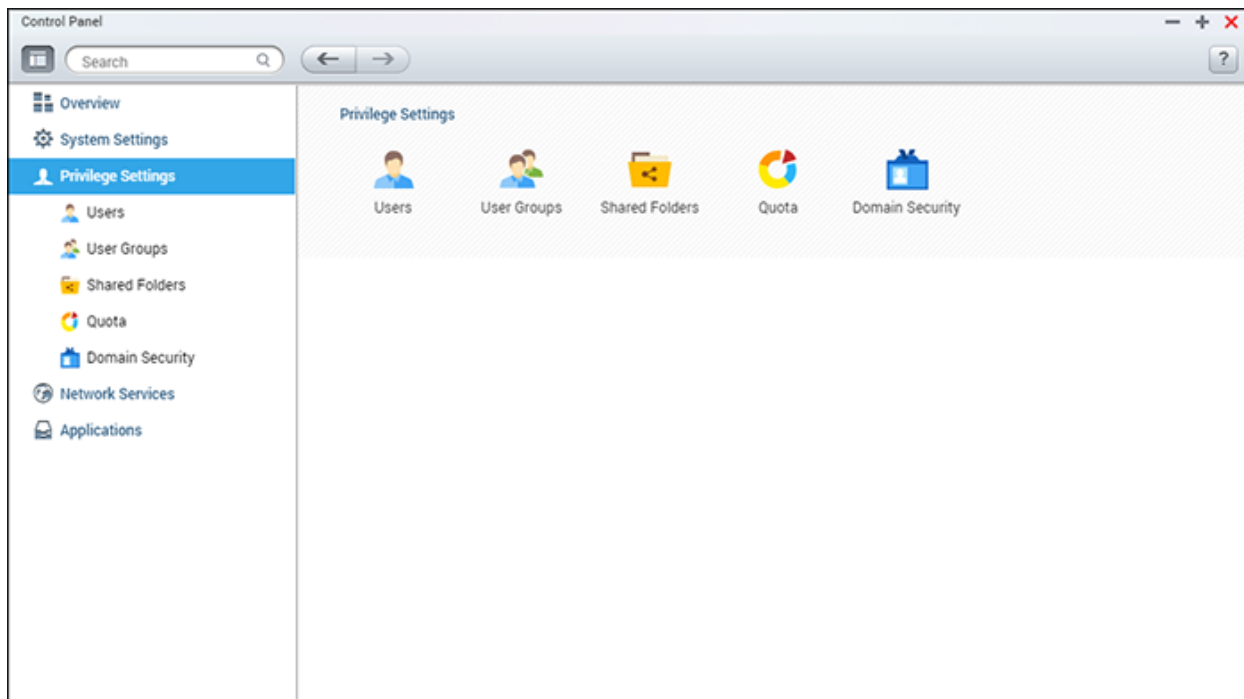 Control Panel
Search
?
Overview
System Settings
Privilege Settings
Users
User Groups
Shared Folders
Quota
Domain Security
Network Services
Applications
Privilege Settings
Users
User Groups
Shared Folders
Quota
Domain Security